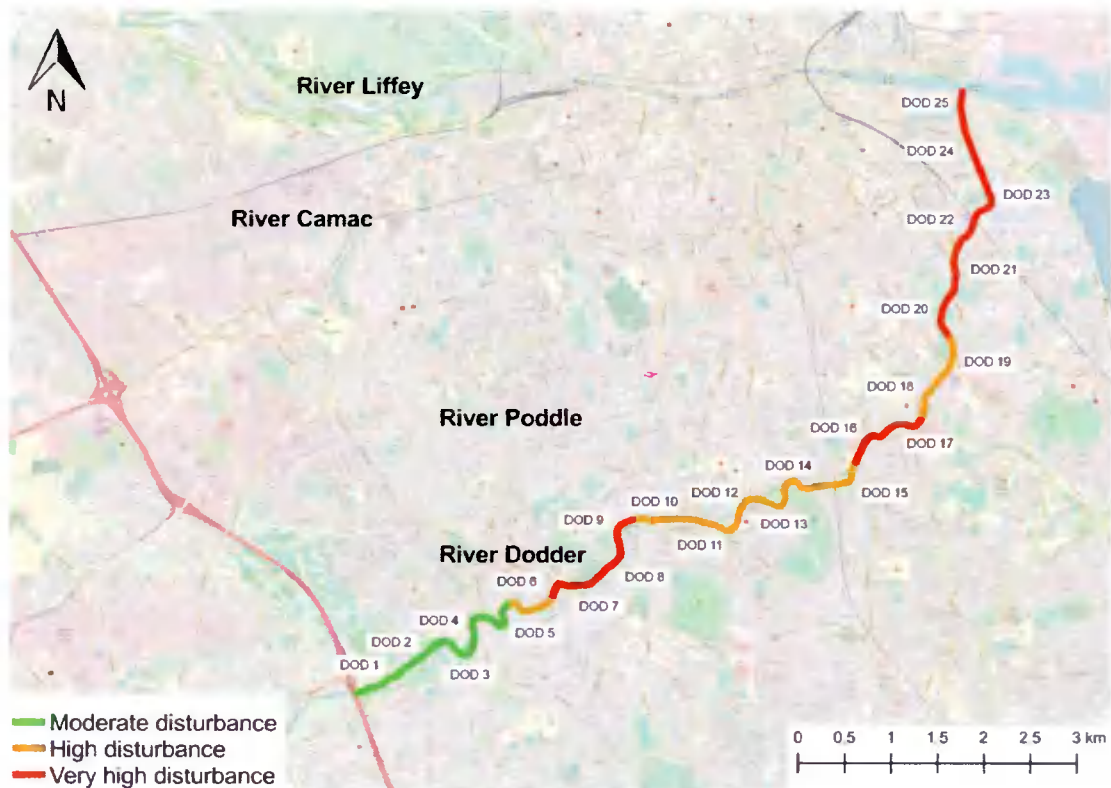 N
River Liffey
DOD 25
DOD 24
DOD 23
River Camac
DOD 22
DOD 21
DOD 20
DOD 19
DOD 18
River Poddle
DOD 16
DOD 17
DOD 14
DOD 12
DOD 15
DOD 10
DOD 13
DOD 9
DOD 11
River Dodder
DOD 8
DOD 6
DOD 7
DOD 4
DOD 5
DOD 2
DOD 1
DOD 3
Moderate disturbance
High disturbance
Very high disturbance
0 0.5 1 1.5 2 3 km